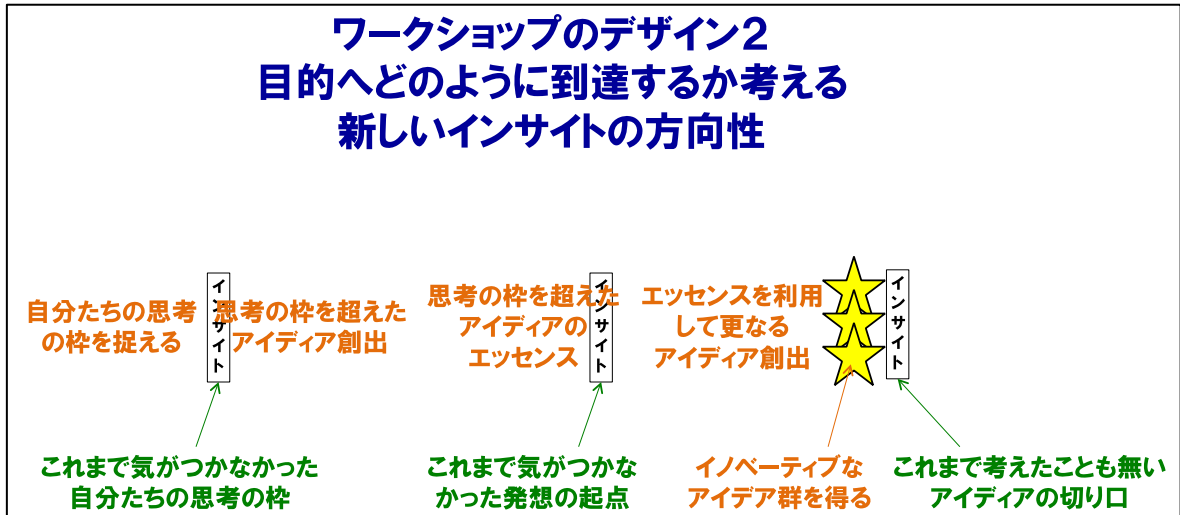 ワークショップのデザイン２
目的へどのように到達するか考える
新しいインサイトの方向性
自分たちの思考
の枠を捉える
インサイト
思考の枠を超えた
アイディア創出
思考の枠を超えた
アイディアの
エッセンス
インサイト
エッセンスを利用
して更なる
アイディア創出
インサイト
これまで気がつかなかった
自分たちの思考の枠
これまで気がつかな
かった発想の起点
イノベーティブな
アイデア群を得る
これまで考えたことも無い
アイディアの切り口